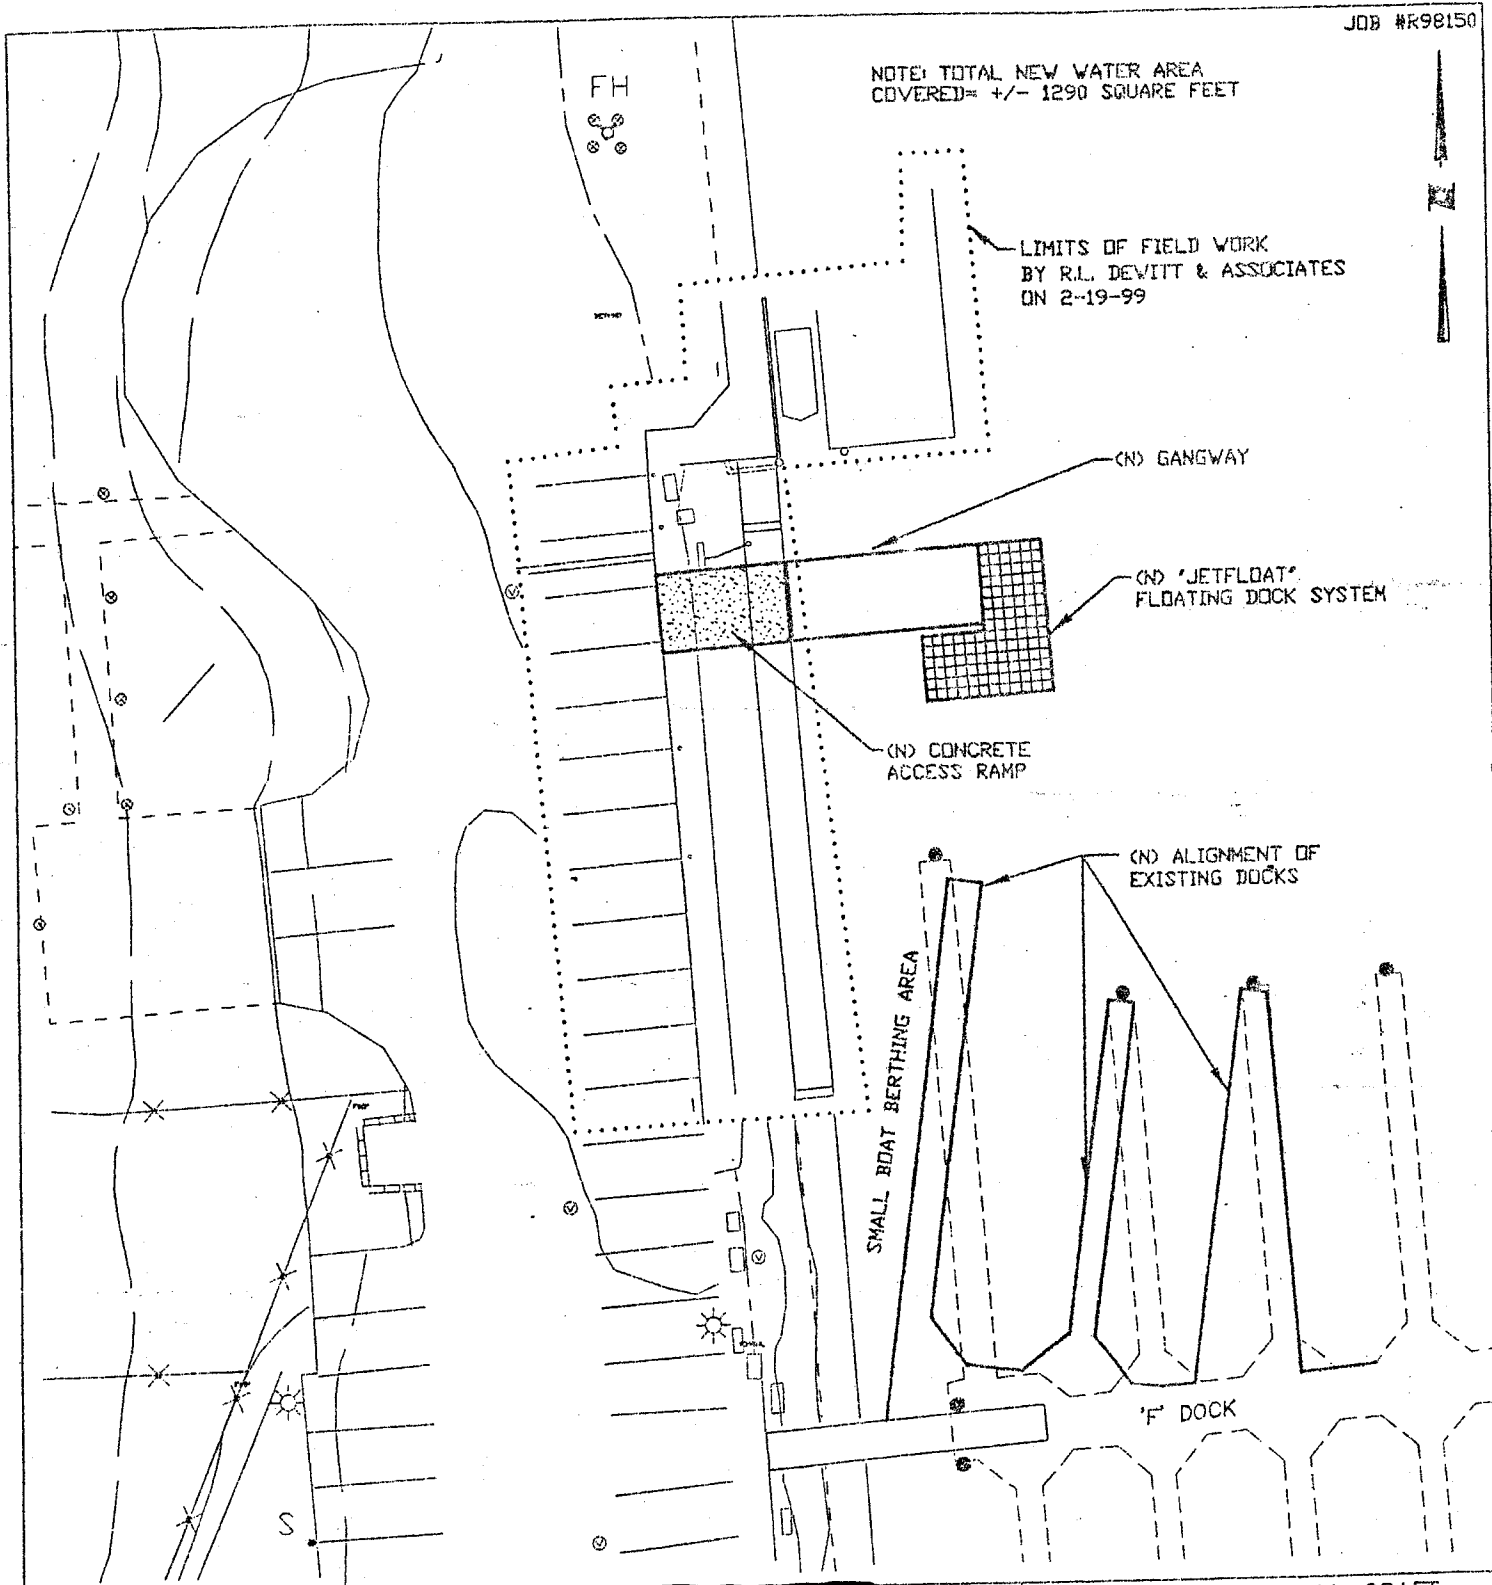 JOB #R98150
NOTE: TOTAL NEW WATER AREA
COVERED= +/- 1290 SQUARE FEET
FH
N
LIMITS OF FIELD WORK
BY R.L. DEWITT & ASSOCIATES
ON 2-19-99
(N) GANGWAY
(N) "JETFLOAT"
FLOATING DOCK SYSTEM
(N) CONCRETE
ACCESS RAMP
(N) ALIGNMENT OF
EXISTING DOCKS
SMALL BOAT BERTHING AREA
'F' DOCK
S